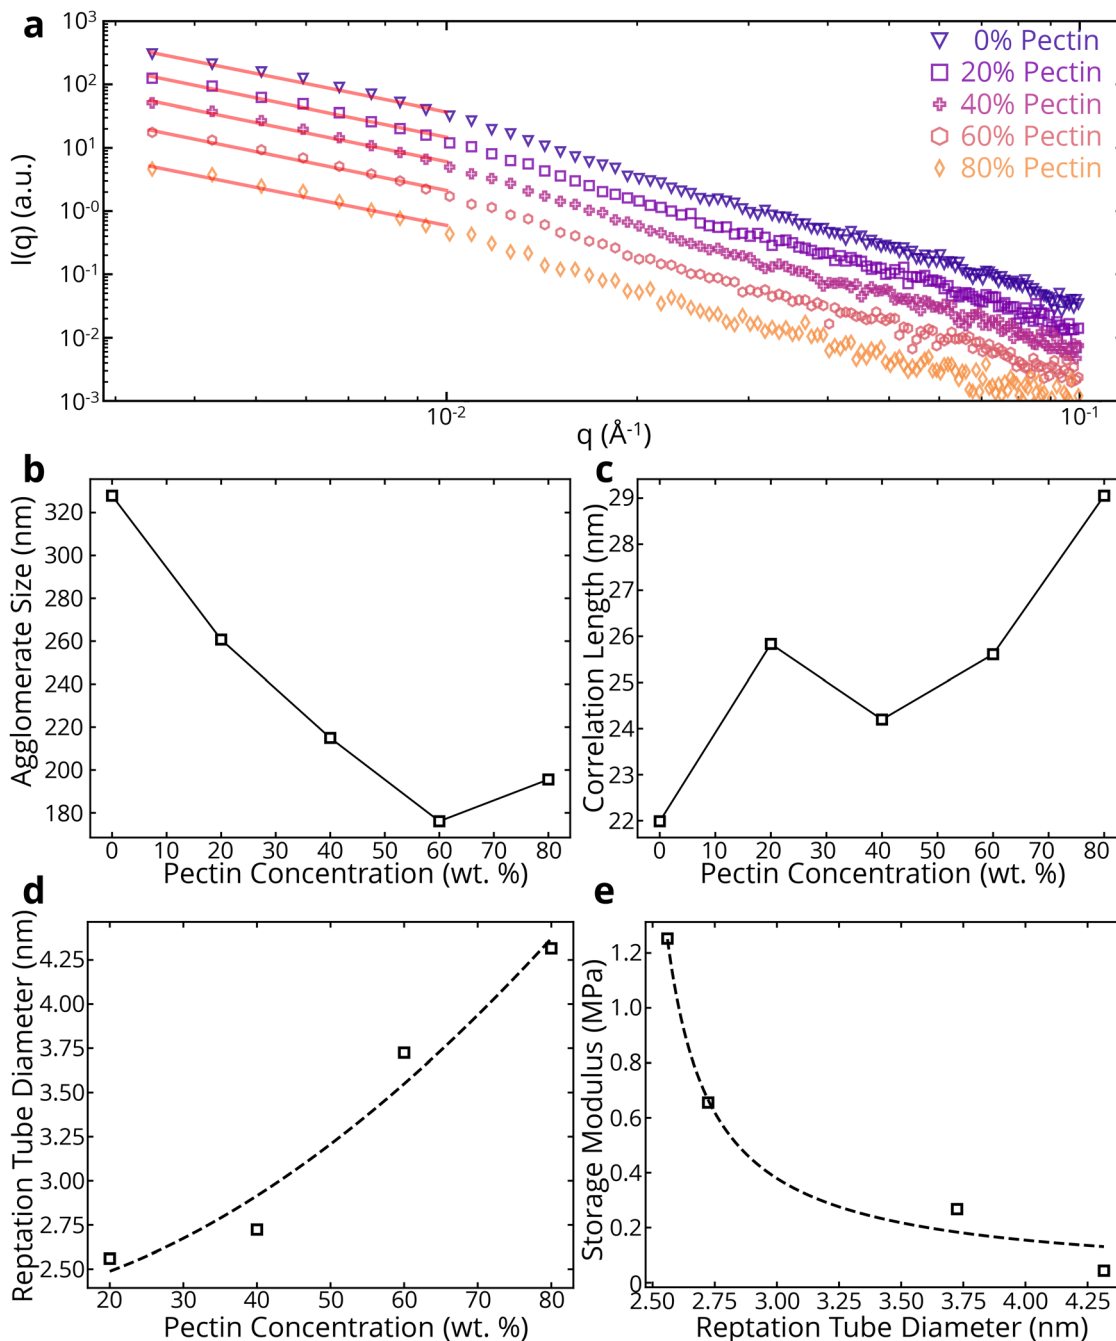 a
10³
10²
10¹
10⁻⁰
10⁻¹
10⁻²
10⁻³
I(q) (a.u.)
0% Pectin
20% Pectin
40% Pectin
60% Pectin
80% Pectin
10⁻²
10⁻¹
q (Å⁻¹)
b
Agglomerate Size (nm)
320
300
280
260
240
220
200
180
0 10 20 30 40 50 60 70 80
Pectin Concentration (wt. %)
c
Correlation Length (nm)
29
28
27
26
25
24
23
22
0 10 20 30 40 50 60 70 80
Pectin Concentration (wt. %)
d
Reptation Tube Diameter (nm)
4.25
4.00
3.75
3.50
3.25
3.00
2.75
2.50
20 30 40 50 60 70 80
Pectin Concentration (wt. %)
e
Storage Modulus (MPa)
1.2
1.0
0.8
0.6
0.4
0.2
0
2.50 2.75 3.00 3.25 3.50 3.75 4.00 4.25
Reptation Tube Diameter (nm)